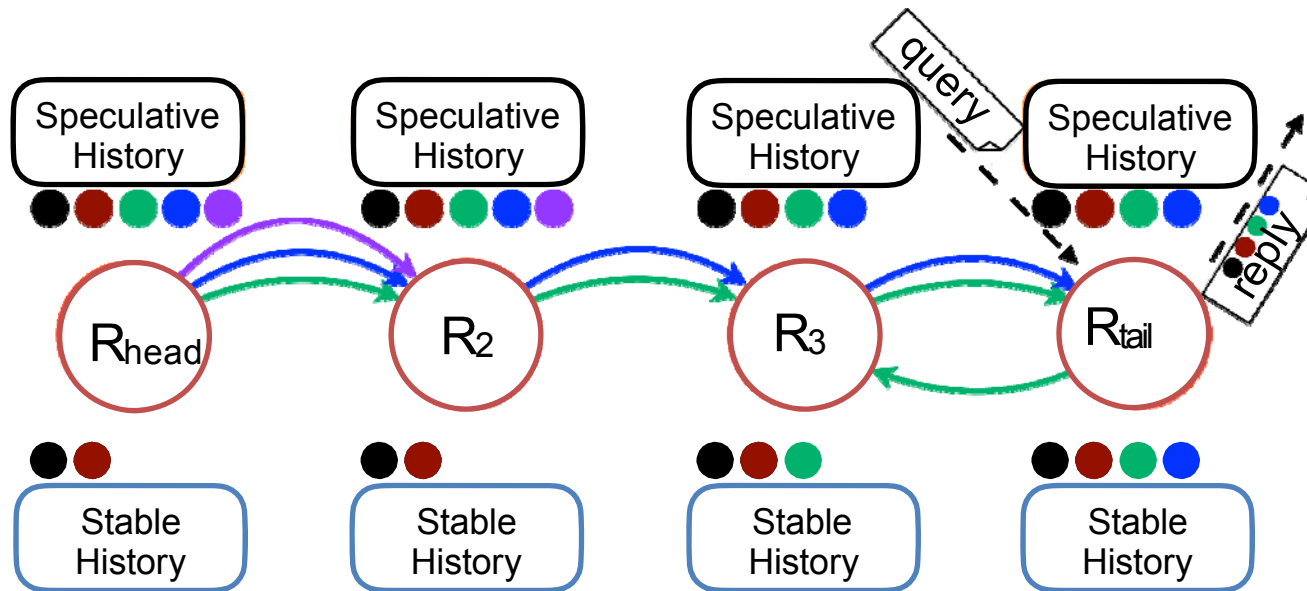 Speculative
History
Speculative
History
Speculative
History
query
Speculative
History
reply
Rhead
R2
R3
Rtail
Stable
History
Stable
History
Stable
History
Stable
History